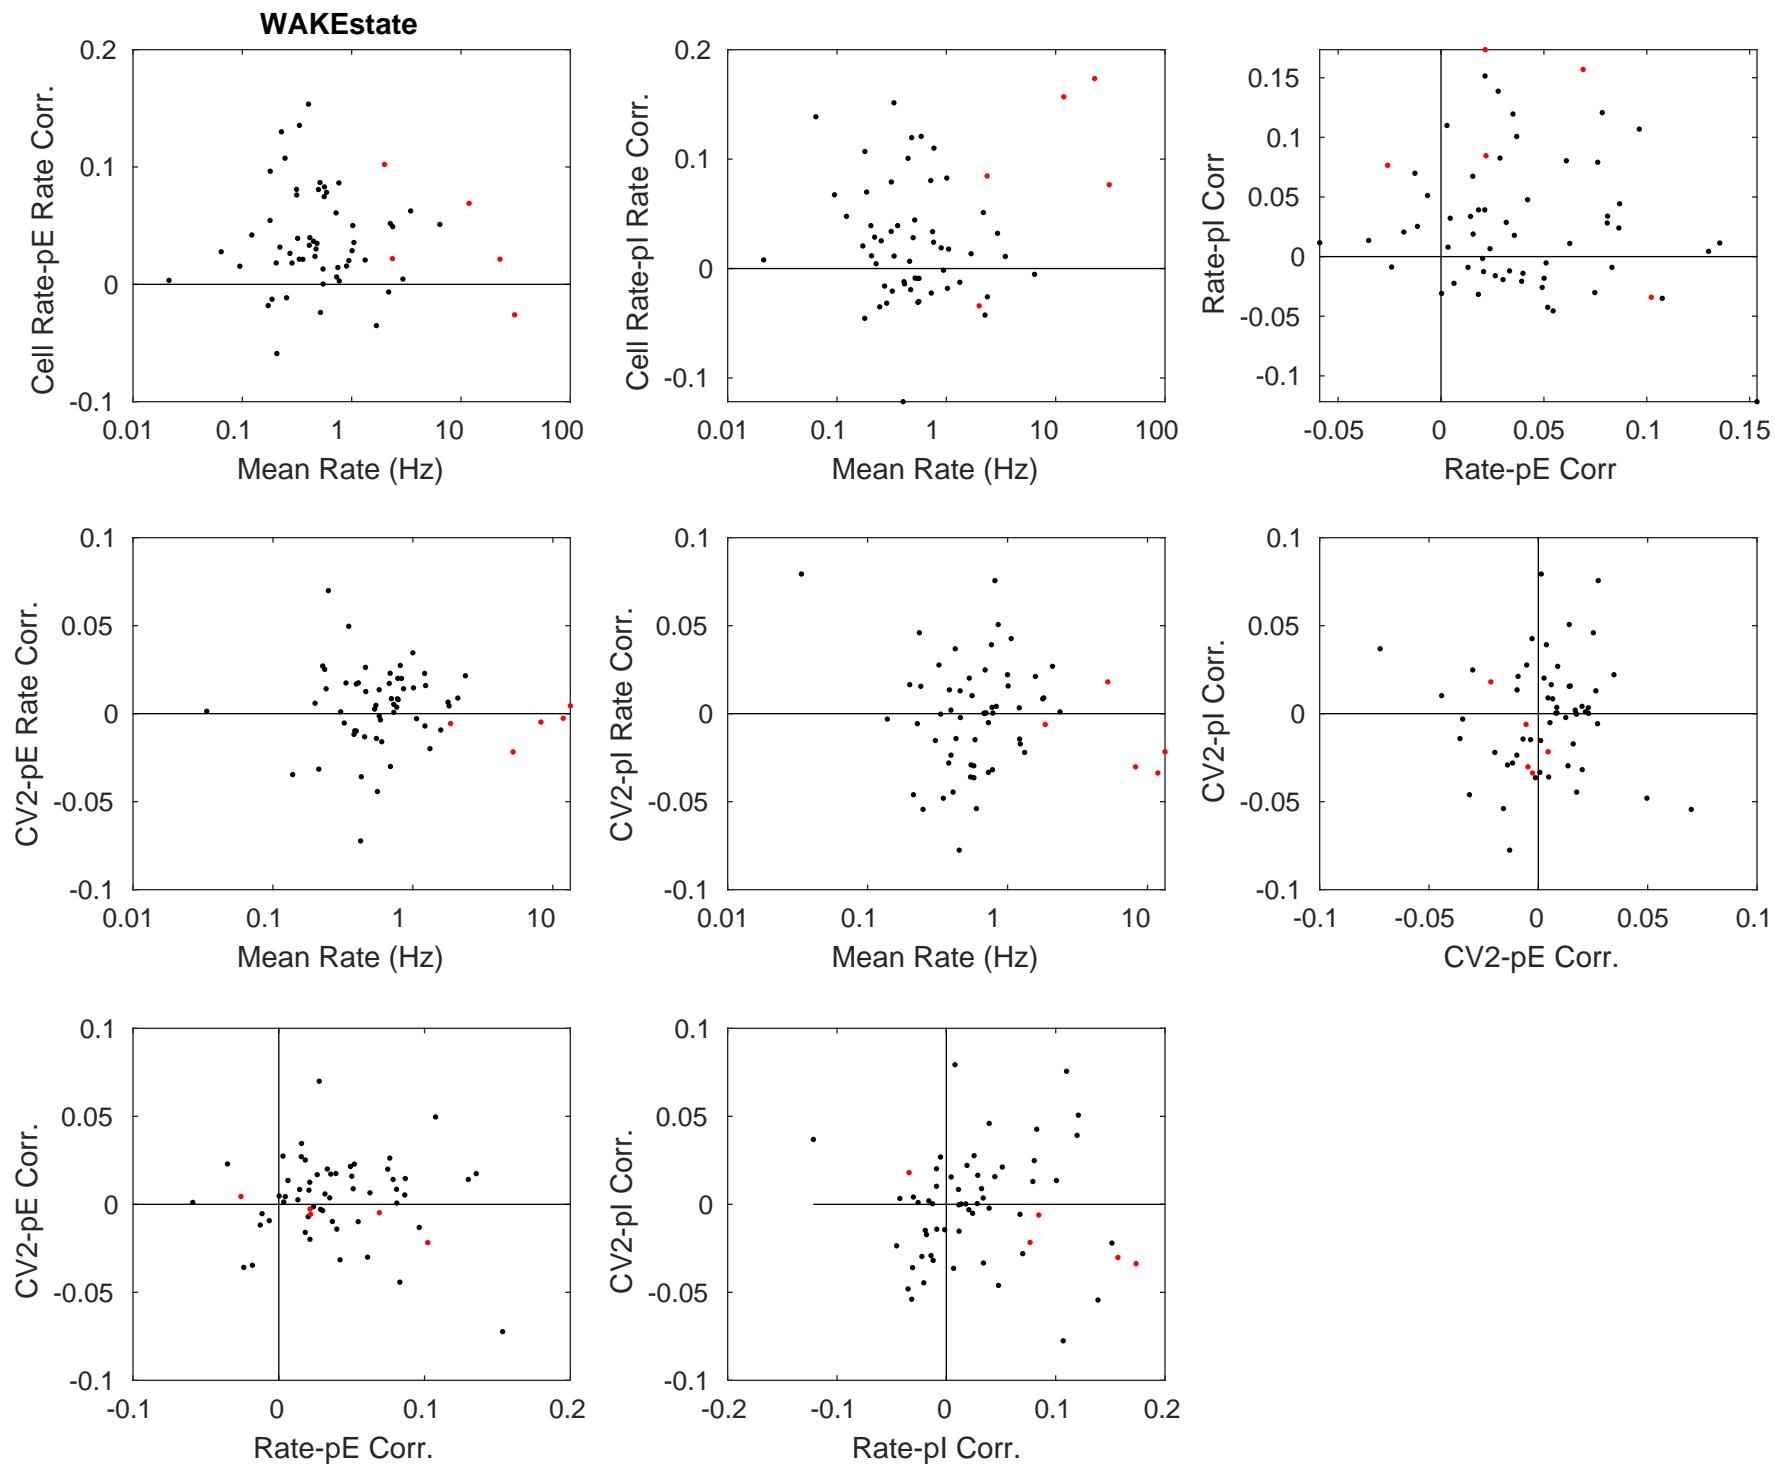 WAKEstate
0.2
0.1
0
-0.1
Cell Rate-pE Rate Corr.
0.01 0.1 1 10 100
Mean Rate (Hz)
0.2
0.1
0
-0.1
Cell Rate-pI Rate Corr.
0.01 0.1 1 10 100
Mean Rate (Hz)
0.15
0.1
0.05
0
-0.05
-0.1
Rate-pI Corr
-0.05 0 0.05 0.1 0.15
Rate-pE Corr
0.1
0.05
0
-0.05
-0.1
CV2-pE Rate Corr.
0.01 0.1 1 10
Mean Rate (Hz)
0.1
0.05
0
-0.05
-0.1
CV2-pI Rate Corr.
0.01 0.1 1 10
Mean Rate (Hz)
0.1
0.05
0
-0.05
-0.1
CV2-pI Corr.
-0.1 -0.05 0 0.05 0.1
CV2-pE Corr.
0.1
0.05
0
-0.05
-0.1
CV2-pE Corr.
-0.1 0 0.1 0.2
Rate-pE Corr.
0.1
0.05
0
-0.05
-0.1
CV2-pI Corr.
-0.2 -0.1 0 0.1 0.2
Rate-pI Corr.